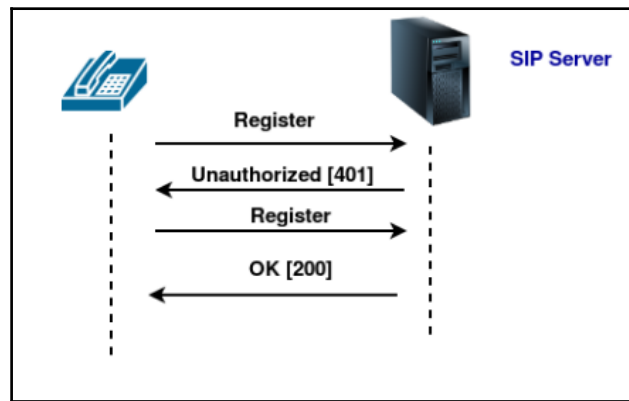 SIP Server
Register
Unauthorized [401]
Register
OK [200]